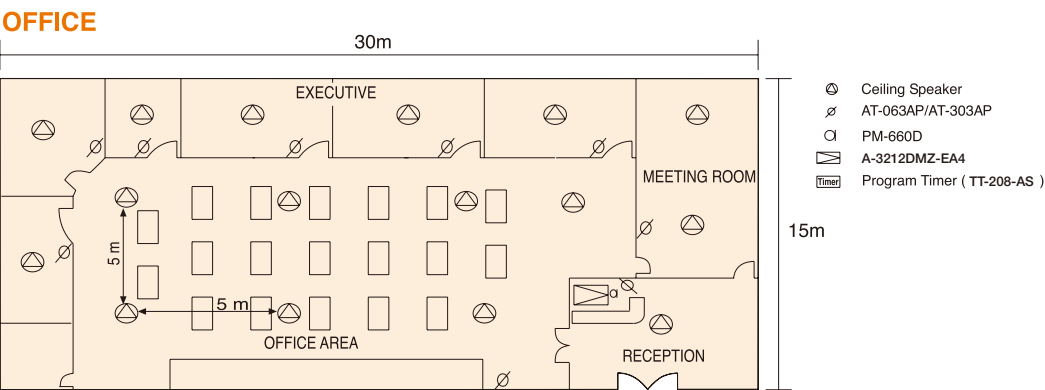 OFFICE
30m
EXECUTIVE
Ceiling Speaker
AT-063AP/AT-303AP
PM-660D
A-3212DMZ-EA4
Timer Program Timer ( TT-208-AS )
MEETING ROOM
15m
5 m
5 m
OFFICE AREA
RECEPTION